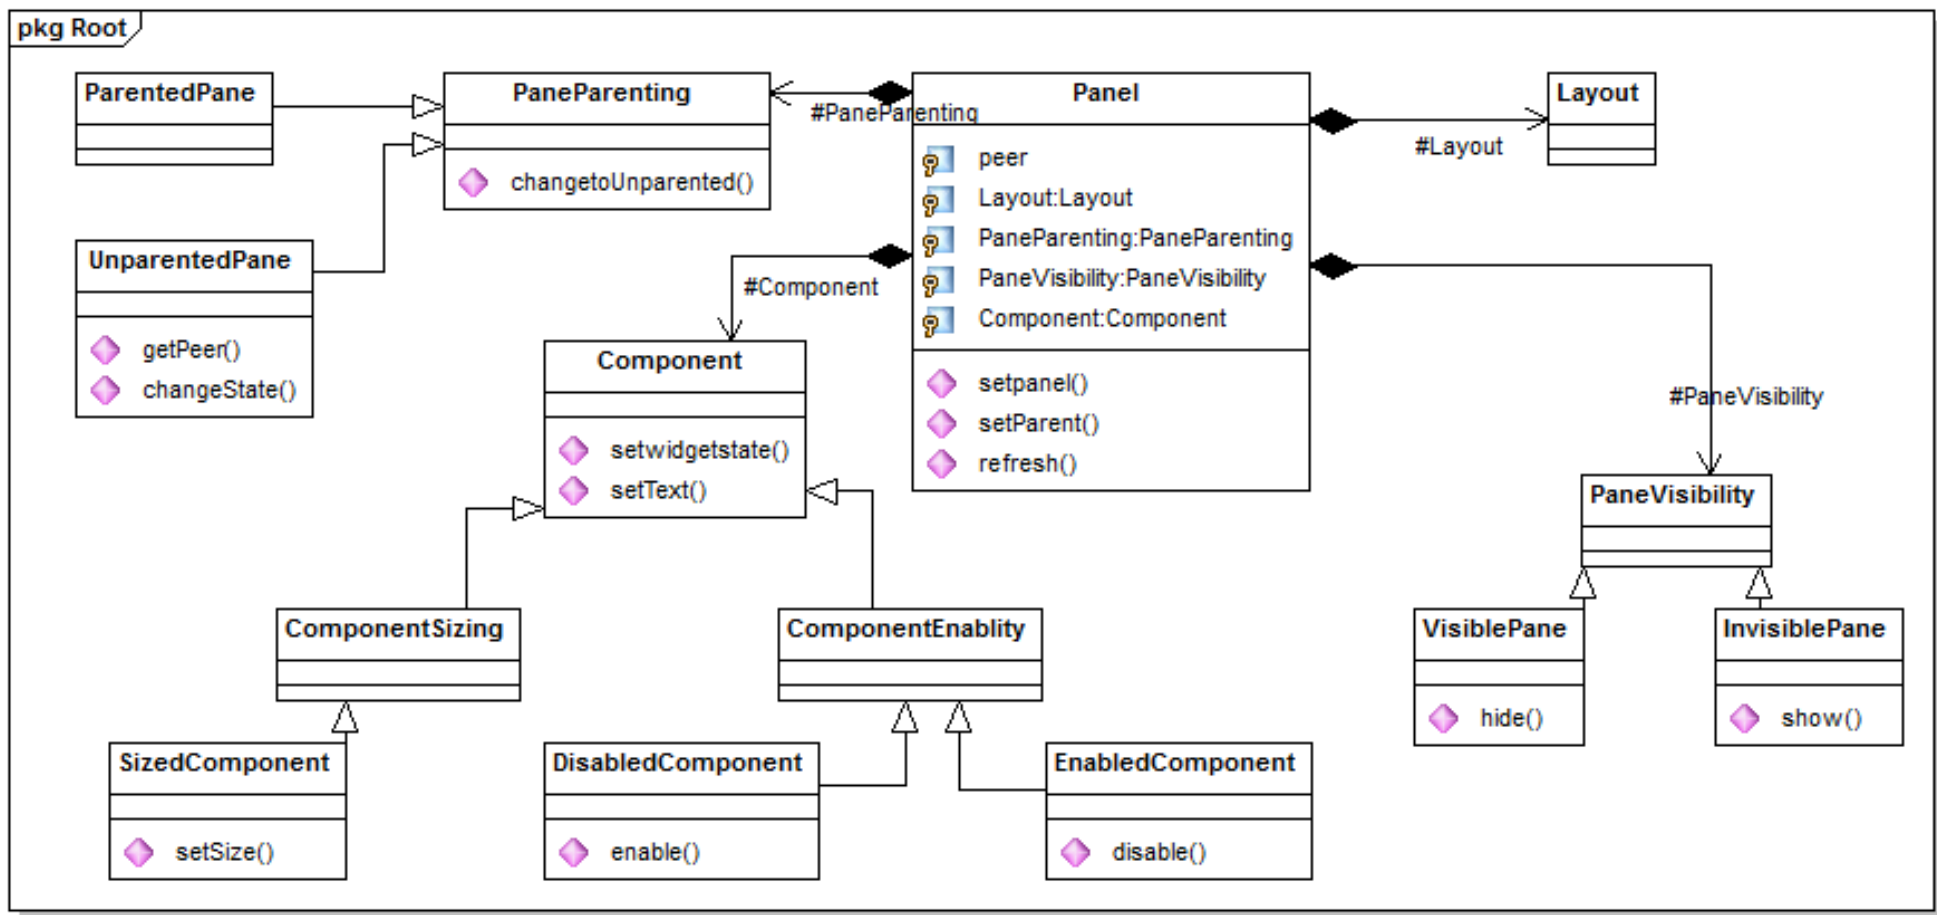 pkg Root
ParentedPane
PaneParenting
changetoUnparented()
#PaneParenting
Panel
peer
Layout:Layout
PaneParenting:PaneParenting
PaneVisibility:PaneVisibility
Component:Component
setpanel()
setParent()
refresh()
#Layout
Layout
UnparentedPane
getPeer()
changeState()
#Component
Component
setwidgetstate()
setText()
#PaneVisibility
PaneVisibility
ComponentSizing
ComponentEnablity
VisiblePane
hide()
InvisiblePane
show()
SizedComponent
setSize()
DisabledComponent
enable()
EnabledComponent
disable()